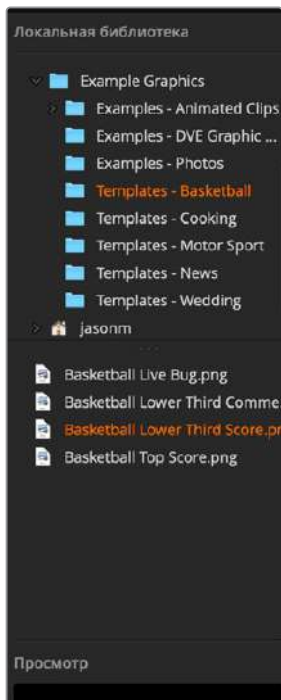 Локальная библиотека
Example Graphics
Examples - Animated Clips
Examples - DVE Graphic ...
Examples - Photos
Templates - Basketball
Templates - Cooking
Templates - Motor Sport
Templates - News
Templates - Wedding
jasonm
Basketball Live Bug.png
Basketball Lower Third Comme
Basketball Lower Third Score.pr
Basketball Top Score.png
Просмотр